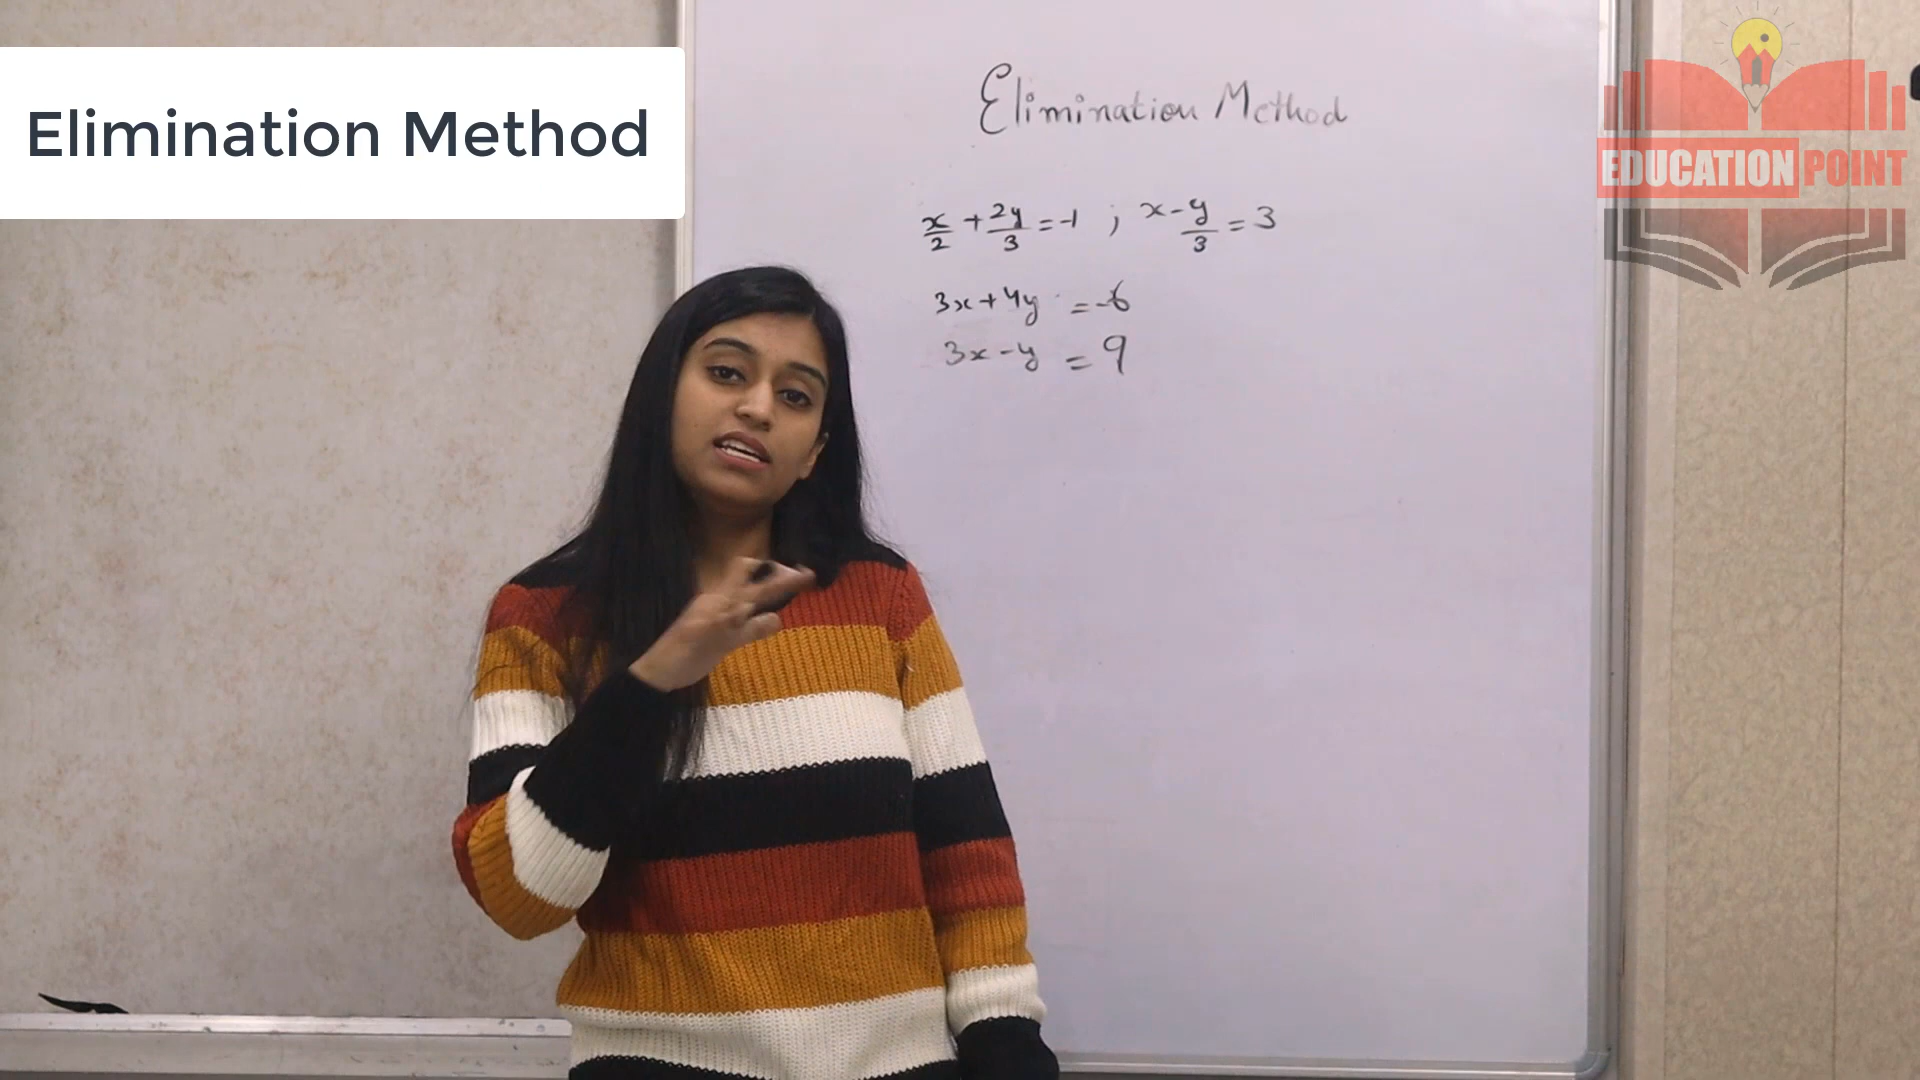 Elimination Method
Elimination Method
x/2 + 2y/3 = -1 ; x - y/3 = 3
3x + 4y = -6
3x - y = 9
EDUCATION POINT